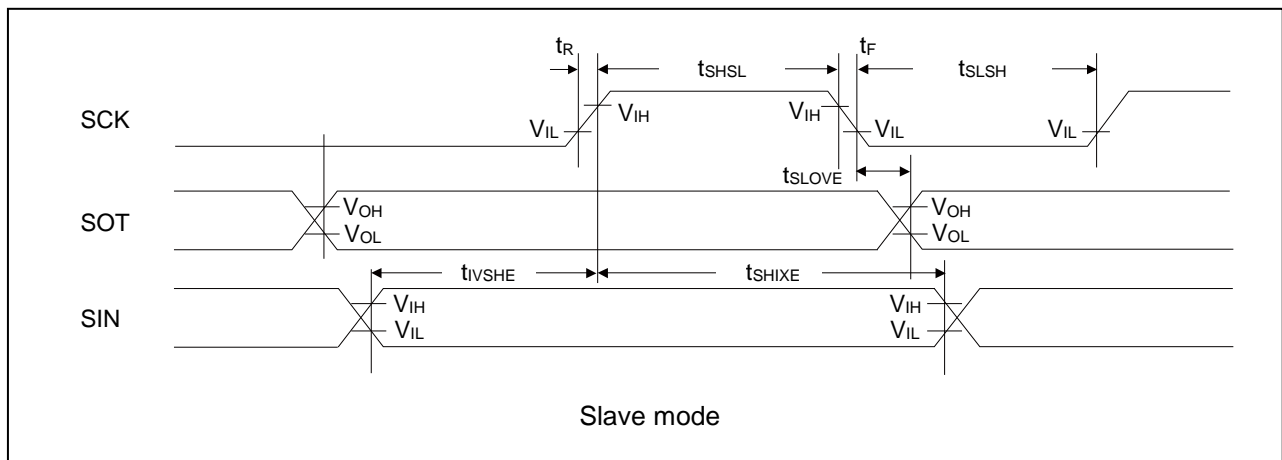 tR
tSHSL
tF
tSLSH
SCK
VIH
VIH
VIL
VIL
VIL
tSLOVE
SOT
VOH
VOH
VOL
VOL
tIVSHE
tSHIXE
SIN
VIH
VIH
VIL
VIL
Slave mode